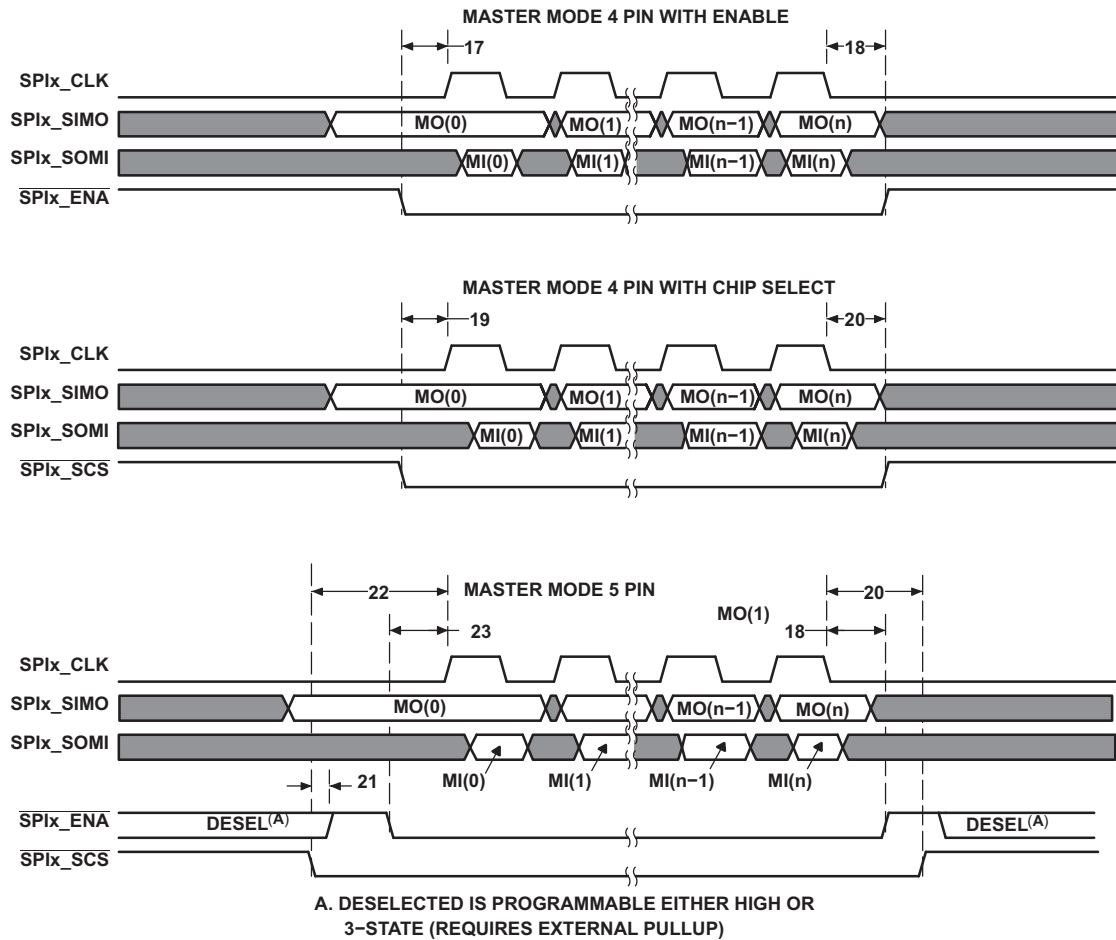 MASTER MODE 4 PIN WITH ENABLE
17
18
SPIx_CLK
SPIx_SIMO
MO(0)
MO(1)
MO(n−1)
MO(n)
SPIx_SOMI
MI(0)
MI(1)
MI(n−1)
MI(n)
SPIx_ENA
MASTER MODE 4 PIN WITH CHIP SELECT
19
20
SPIx_CLK
SPIx_SIMO
MO(0)
MO(1)
MO(n−1)
MO(n)
SPIx_SOMI
MI(0)
MI(1)
MI(n−1)
MI(n)
SPIx_SCS
22
MASTER MODE 5 PIN
20
MO(1)
23
18
SPIx_CLK
SPIx_SIMO
MO(0)
MO(n−1)
MO(n)
SPIx_SOMI
21
MI(0)
MI(1)
MI(n−1)
MI(n)
SPIx_ENA
DESEL(A)
DESEL(A)
SPIx_SCS
A. DESELECTED IS PROGRAMMABLE EITHER HIGH OR
3−STATE (REQUIRES EXTERNAL PULLUP)